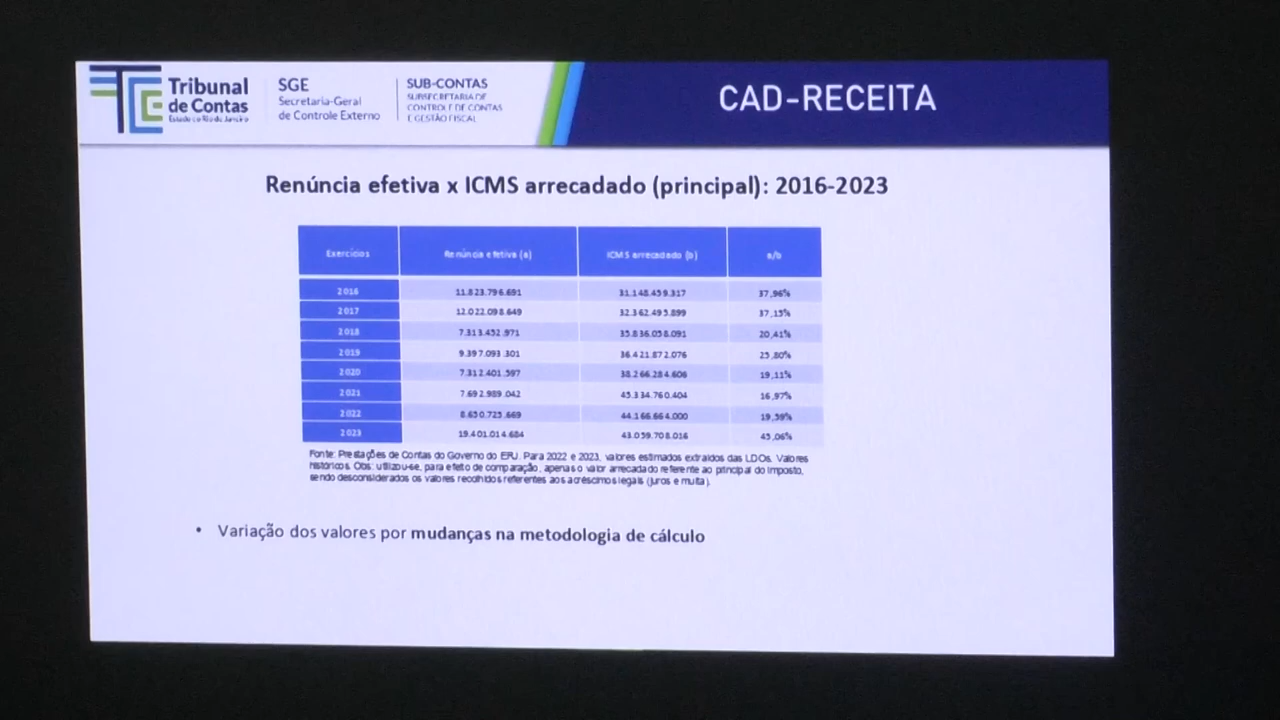 Tribunal
de Contas
Estado do Rio de Janeiro
SGE
Secretaria-Geral
de Controle Externo
SUB-CONTAS
SUBSECRETARIA DE
CONTROLE DE CONTAS
E GESTÃO FISCAL
CAD-RECEITA
Renúncia efetiva x ICMS arrecadado (principal): 2016-2023
Exercícios Renúncia efetiva (a) ICMS arrecadado (b) a/b
2016 11.823.796.691 31.148.459.317 37,96%
2017 12.022.098.649 32.362.495.899 37,15%
2018 7.313.452.971 35.836.058.091 20,41%
2019 9.397.093.301 36.421.872.076 25,80%
2020 7.312.401.597 38.266.284.606 19,11%
2021 7.692.989.042 45.334.760.404 16,97%
2022 8.650.725.669 44.166.664.000 19,59%
2023 19.401.014.684 43.059.708.016 45,06%
Fonte: Prestações de Contas do Governo do ERJ. Para 2022 e 2023, valores estimados extraídos das LDOs. Valores
históricos. Obs: utilizou-se, para efeito de comparação, apenas o valor arrecadado referente ao principal do imposto,
sendo desconsiderados os valores recolhidos referentes aos acréscimos legais (juros e multa).
• Variação dos valores por mudanças na metodologia de cálculo